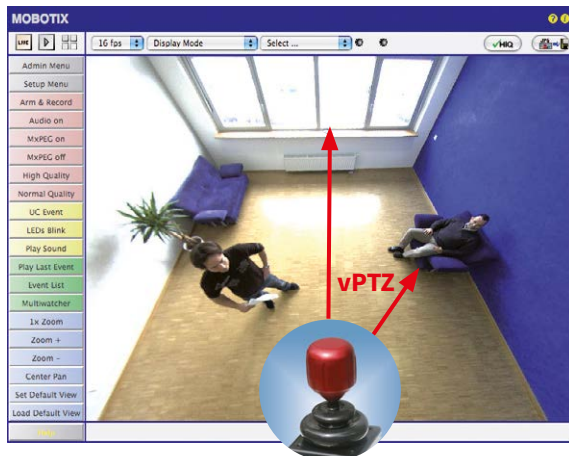 MOBOTIX
? i
LIVE
16 fps
Display Mode
Select ...
√HIQ
Admin Menu
Setup Menu
Arm & Record
Audio on
MxPEG on
MxPEG off
High Quality
Normal Quality
UC Event
LEDs Blink
Play Sound
Play Last Event
Event List
Multiwatcher
1x Zoom
Zoom +
Zoom -
Center Pan
Set Default View
Load Default View
vPTZ